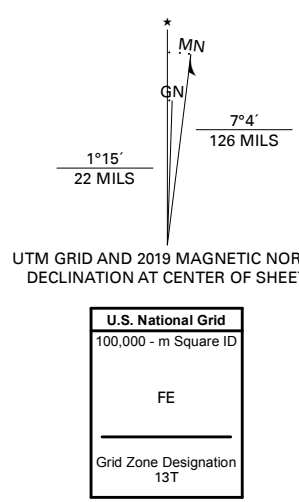 MN
GN
7°4´
126 MILS
1°15´
22 MILS
UTM GRID AND 2019 MAGNETIC NOR
DECLINATION AT CENTER OF SHEET
U.S. National Grid
100,000 - m Square ID
FE
Grid Zone Designation
13T